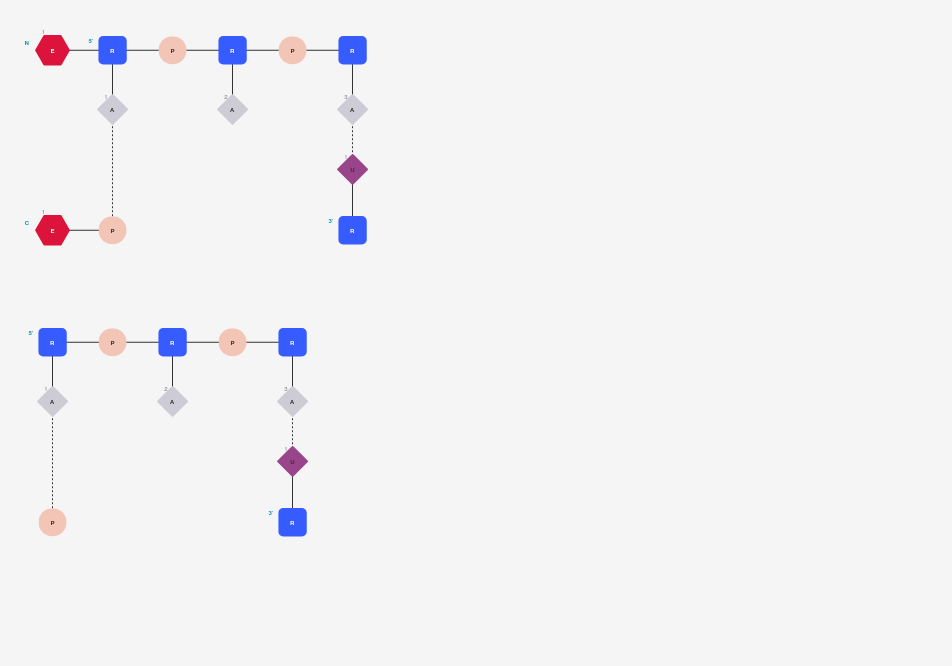 N 1 E 5' R P R P R
1 A 2 A 3 A
1 U
C 1 E P 3' R
5' R P R P R
1 A 2 A 3 A
1 U
P 3' R